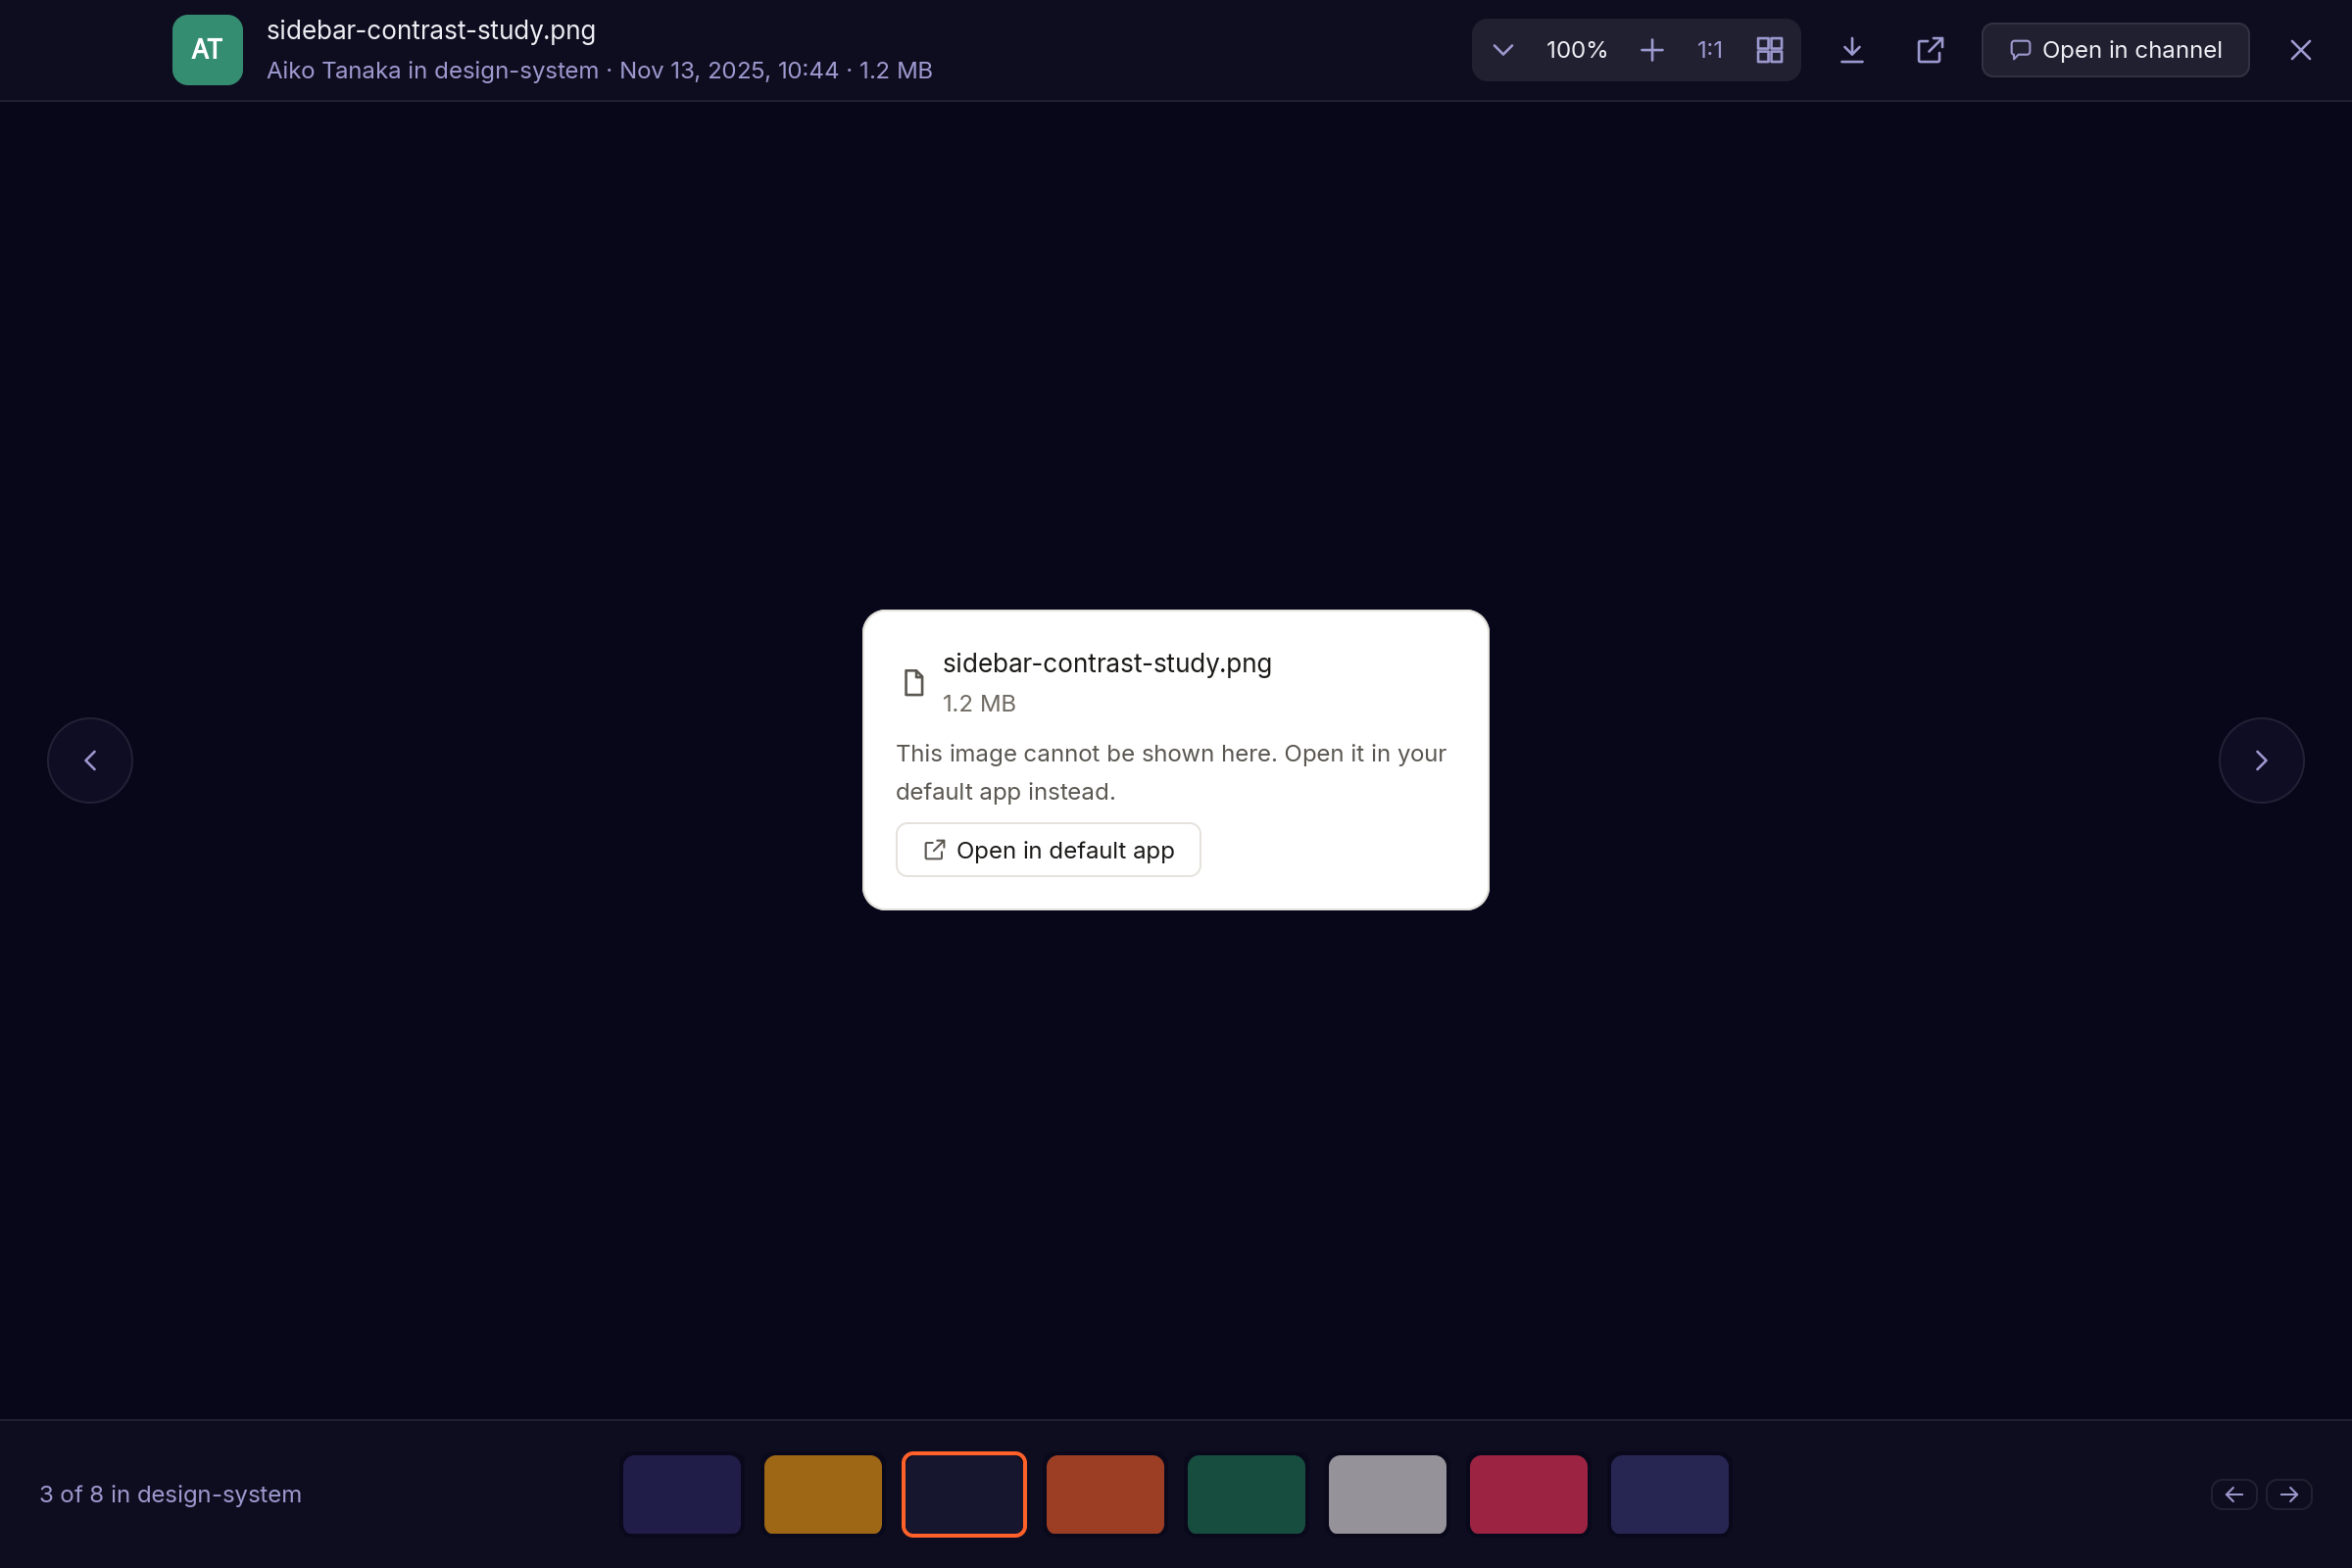 AT
sidebar-contrast-study.png
Aiko Tanaka in design-system · Nov 13, 2025, 10:44 · 1.2 MB
100%
1:1
Open in channel
sidebar-contrast-study.png
1.2 MB
This image cannot be shown here. Open it in your
default app instead.
Open in default app
3 of 8 in design-system